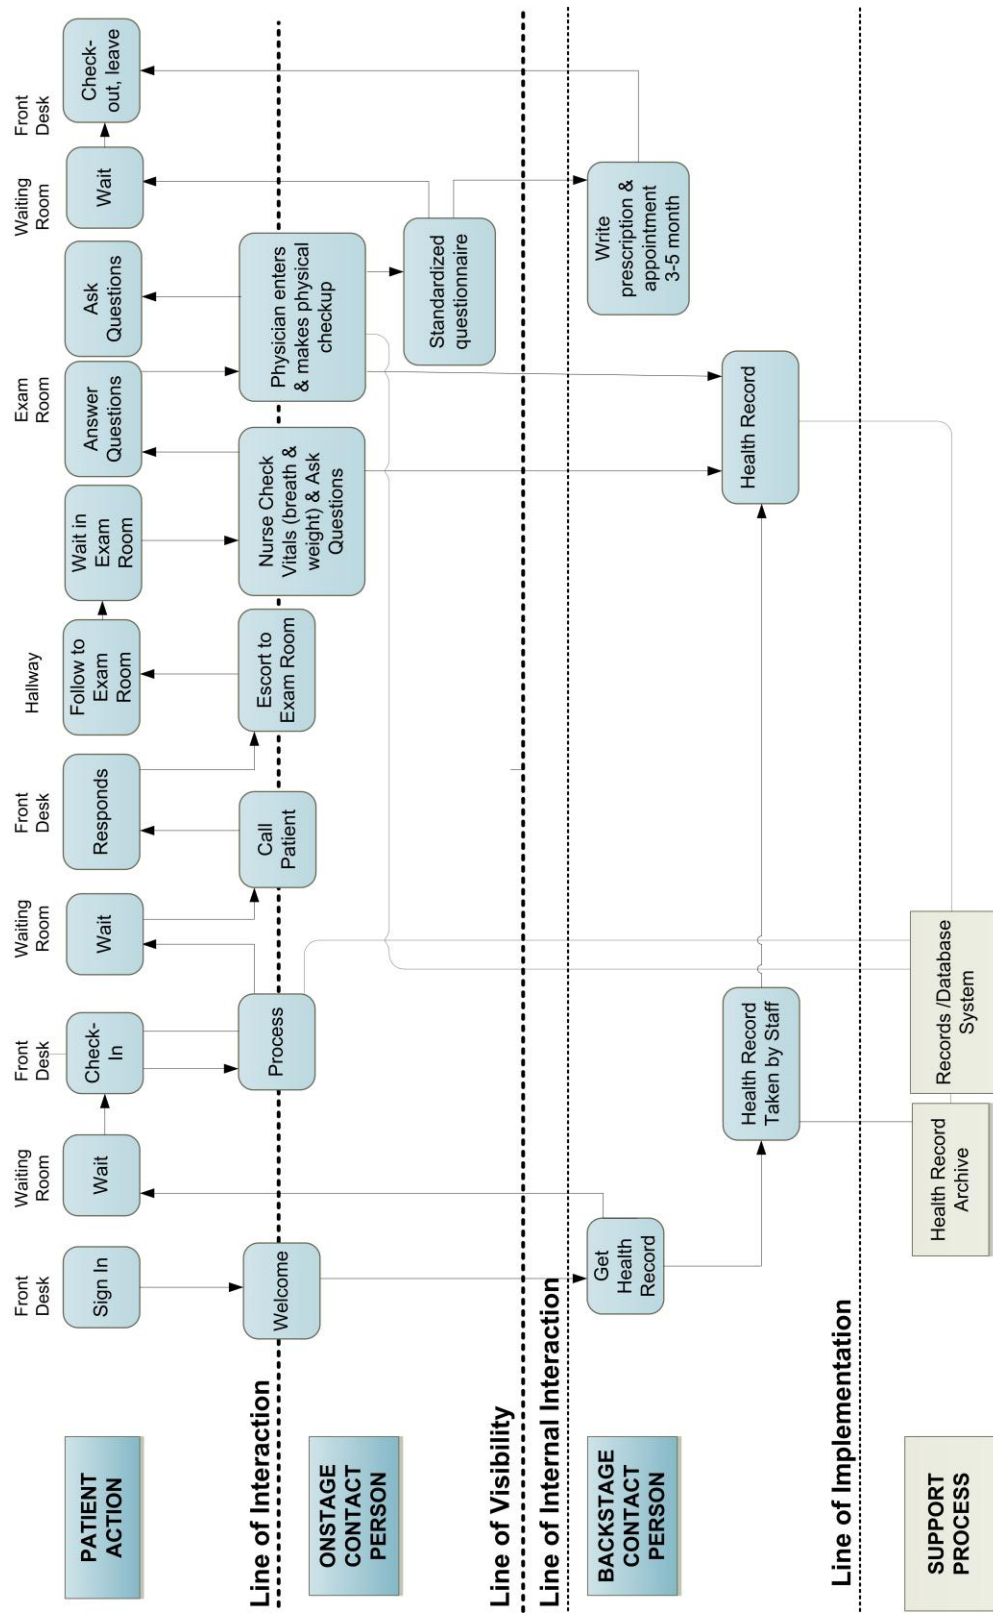 Front
Desk
Waiting
Room
Front
Desk
Waiting
Room
Front
Desk
Hallway
Exam
Room
Waiting
Room
Front
Desk
PATIENT
ACTION
Sign In
Wait
Check-
In
Wait
Responds
Follow to
Exam
Room
Wait in
Exam
Room
Answer
Questions
Ask
Questions
Wait
Check-
out, leave
Line of Interaction
ONSTAGE
CONTACT
PERSON
Welcome
Process
Call
Patient
Escort to
Exam Room
Nurse Check
Vitals (breath &
weight) & Ask
Questions
Physician enters
& makes physical
checkup
Standardized
questionnaire
Line of Visibility
Line of Internal Interaction
BACKSTAGE
CONTACT
PERSON
Get
Health
Record
Write
prescription &
appointment
3-5 month
Health Record
Taken by Staff
Health Record
Line of Implementation
SUPPORT
PROCESS
Health Record
Archive
Records /Database
System